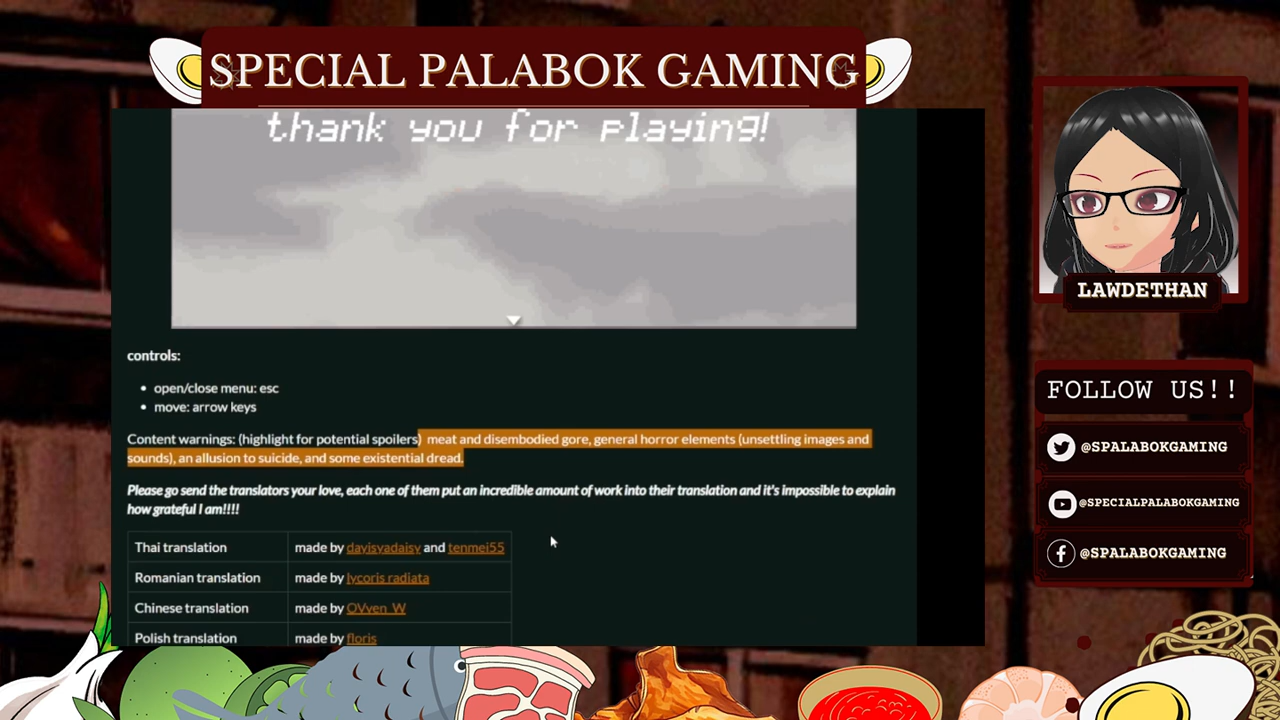 SPECIAL PALABOK GAMING
thank you for playing!
controls:
open/close menu: esc
move: arrow keys
Content warnings: (highlight for potential spoilers) meat and disembodied gore, general horror elements (unsettling images and
sounds), an allusion to suicide, and some existential dread.
Please go send the translators your love, each one of them put an incredible amount of work into their translation and it's impossible to explain
how grateful I am!!!!
Thai translation made by davisvadaisy and tenmei55
Romanian translation made by lycoris radiata
Chinese translation made by OVyen_W
Polish translation made by floris
LAWDETHAN
FOLLOW US!!
@SPALABOKGAMING
@SPECIALPALABOKGAMING
@SPALABOKGAMING